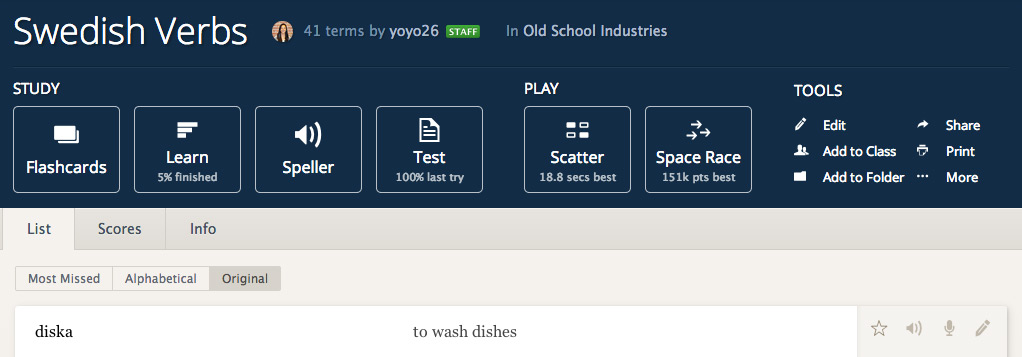 Swedish Verbs 41 terms by yoyo26 STAFF In Old School Industries
STUDY
Flashcards
Learn
5% finished
Speller
Test
100% last try
PLAY
Scatter
18.8 secs best
Space Race
151k pts best
TOOLS
Edit Share
Add to Class Print
Add to Folder More
List Scores Info
Most Missed Alphabetical Original
diska to wash dishes